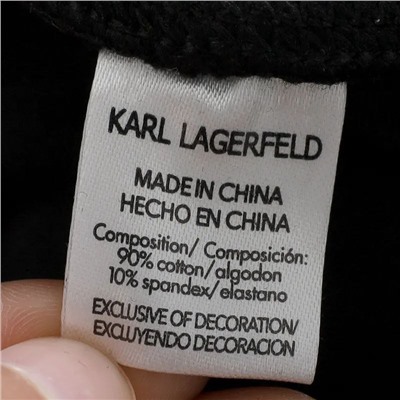 KARL LAGERFELD
MADE IN CHINA
HECHO EN CHINA
Composition/ Composición:
90% cotton/algodon
10% spandex/elastano
EXCLUSIVE OF DECORATION/
EXCLUYENDO DECORACION